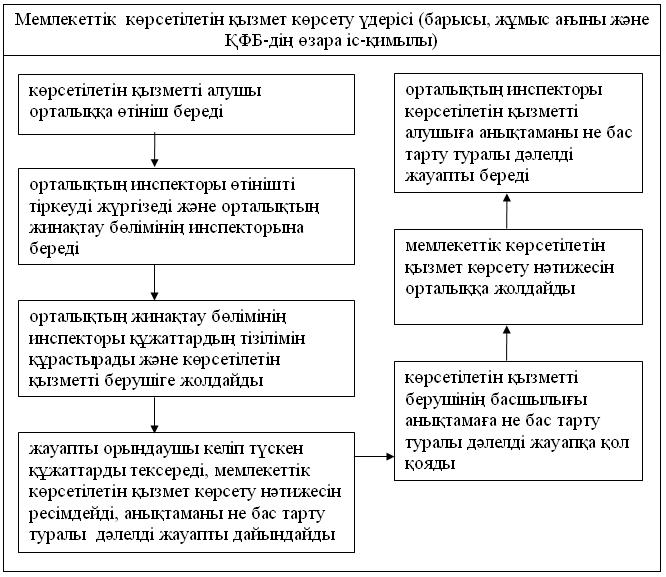 Мемлекеттік көрсетілетін қызмет көрсету үдерісі (барысы, жұмыс ағыны және
ҚФБ-дің өзара іс-қимылы)
көрсетілетін қызметті алушы
орталыққа өтініш береді
орталықтың инспекторы өтінішті
тіркеуді жүргізеді және орталықтың
жинақтау бөлімінің инспекторына
береді
орталықтың жинақтау бөлімінің
инспекторы құжаттардың тізілімін
құрастырады және көрсетілетін
қызметті берушіге жолдайды
жауапты орындаушы келіп түскен
құжаттарды тексереді, мемлекеттік
көрсетілетін қызмет көрсету нәтижесін
ресімдейді, анықтаманы не бас тарту
туралы дәлелді жауапты дайындайды
көрсетілетін қызметті
берушінің басшылығы
анықтамаға не бас тарту
туралы дәлелді жауапқа қол
қояды
мемлекеттік көрсетілетін
қызмет көрсету нәтижесін
орталыққа жолдайды
орталықтың инспекторы
көрсетілетін қызметті
алушыға анықтаманы не бас
тарту туралы дәлелді
жауапты береді